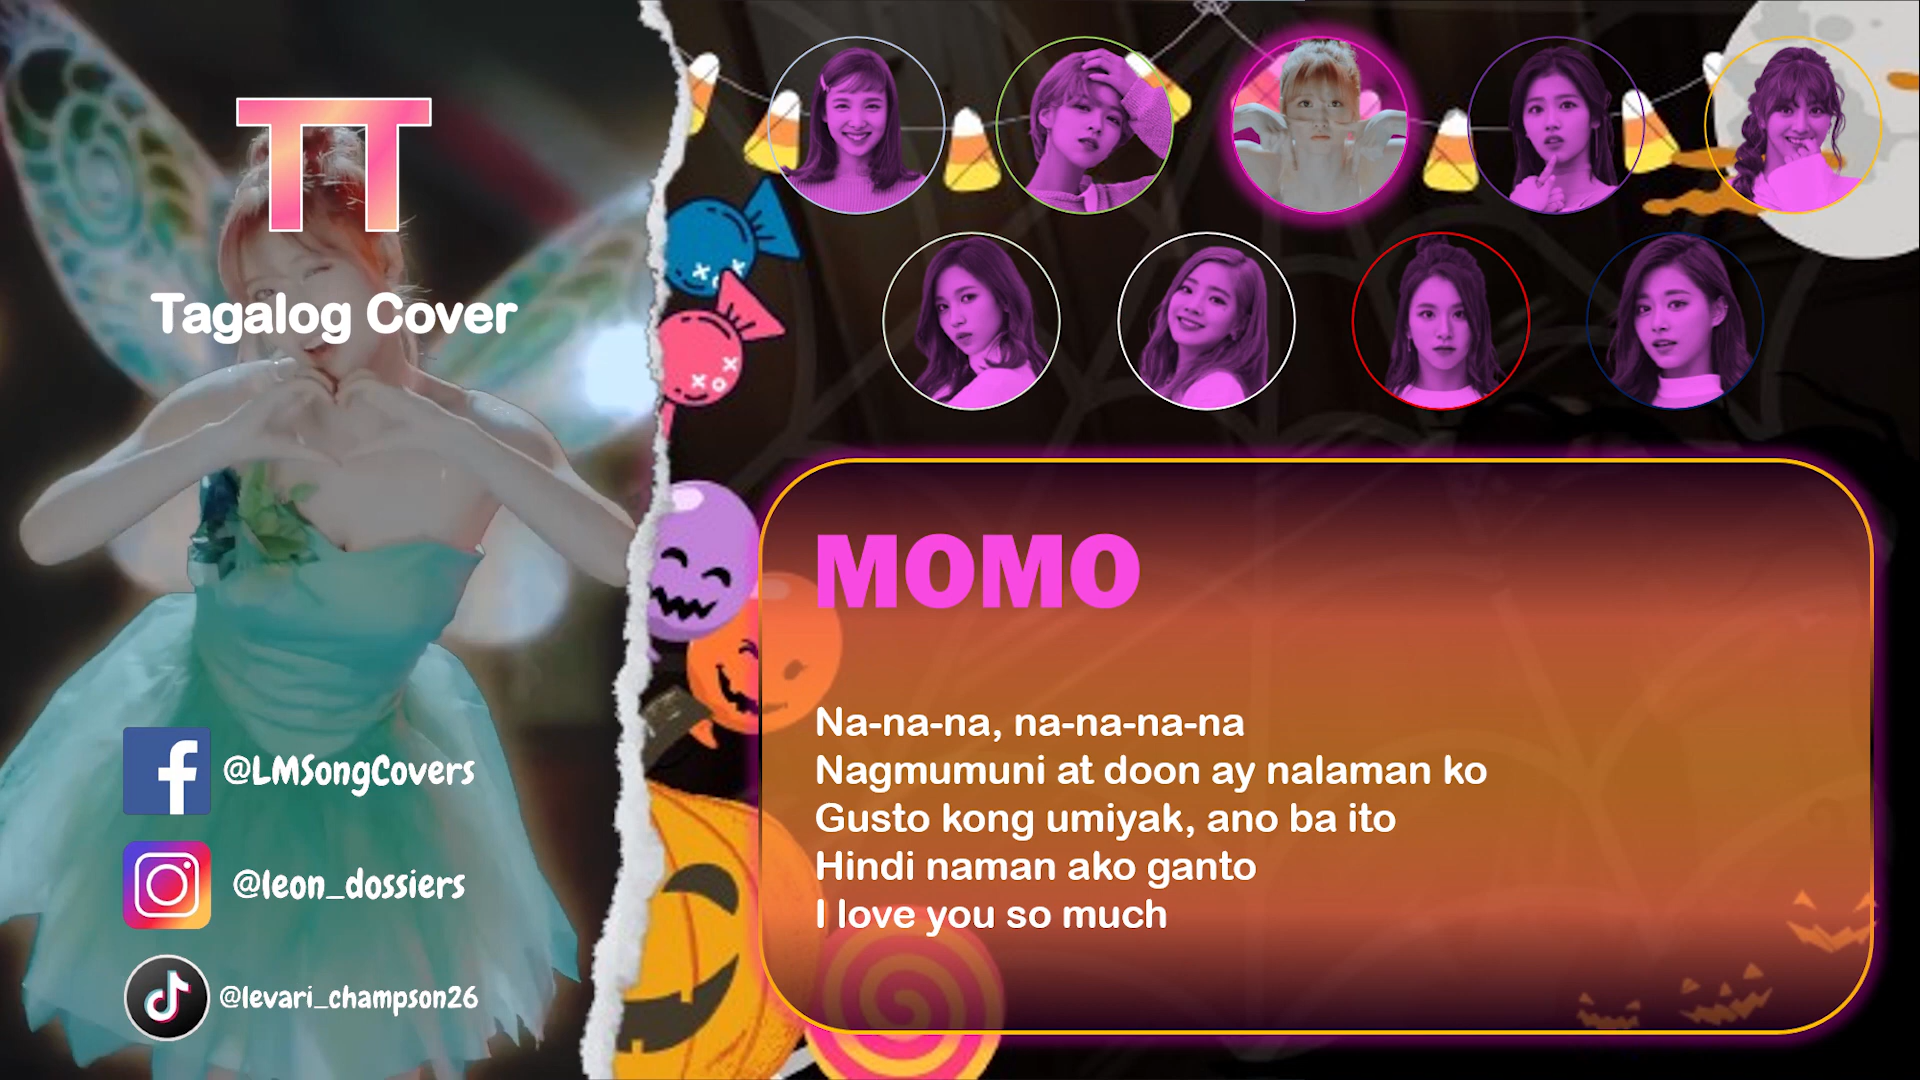 TT
Tagalog Cover
@LMSongCovers
@leon_dossiers
@levari_champson26
MOMO
Na-na-na, na-na-na-na
Nagmumuni at doon ay nalaman ko
Gusto kong umiyak, ano ba ito
Hindi naman ako ganto
I love you so much